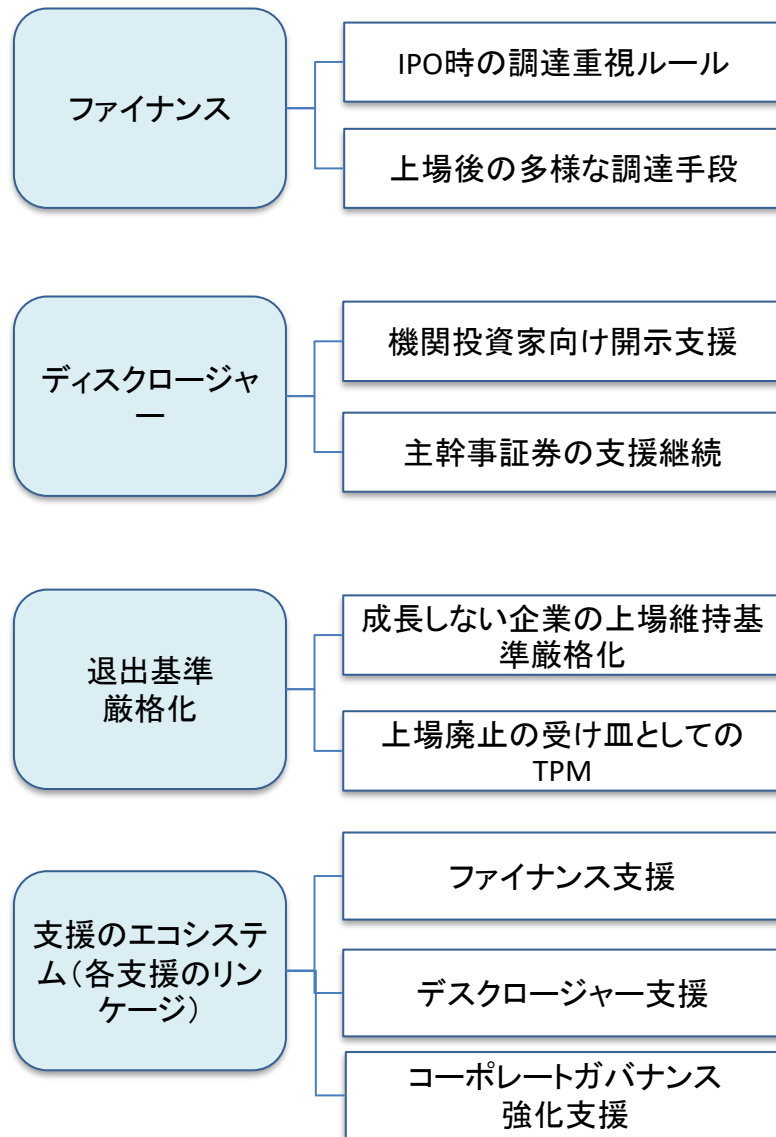 ファイナンス
IPO時の調達重視ルール
上場後の多様な調達手段
ディスクロージャ
ー
機関投資家向け開示支援
主幹事証券の支援継続
退出基準
厳格化
成長しない企業の上場維持基
準厳格化
上場廃止の受け皿としての
TPM
支援のエコシステ
ム(各支援のリン
ケージ)
ファイナンス支援
デスクロージャー支援
コーポレートガバナンス
強化支援